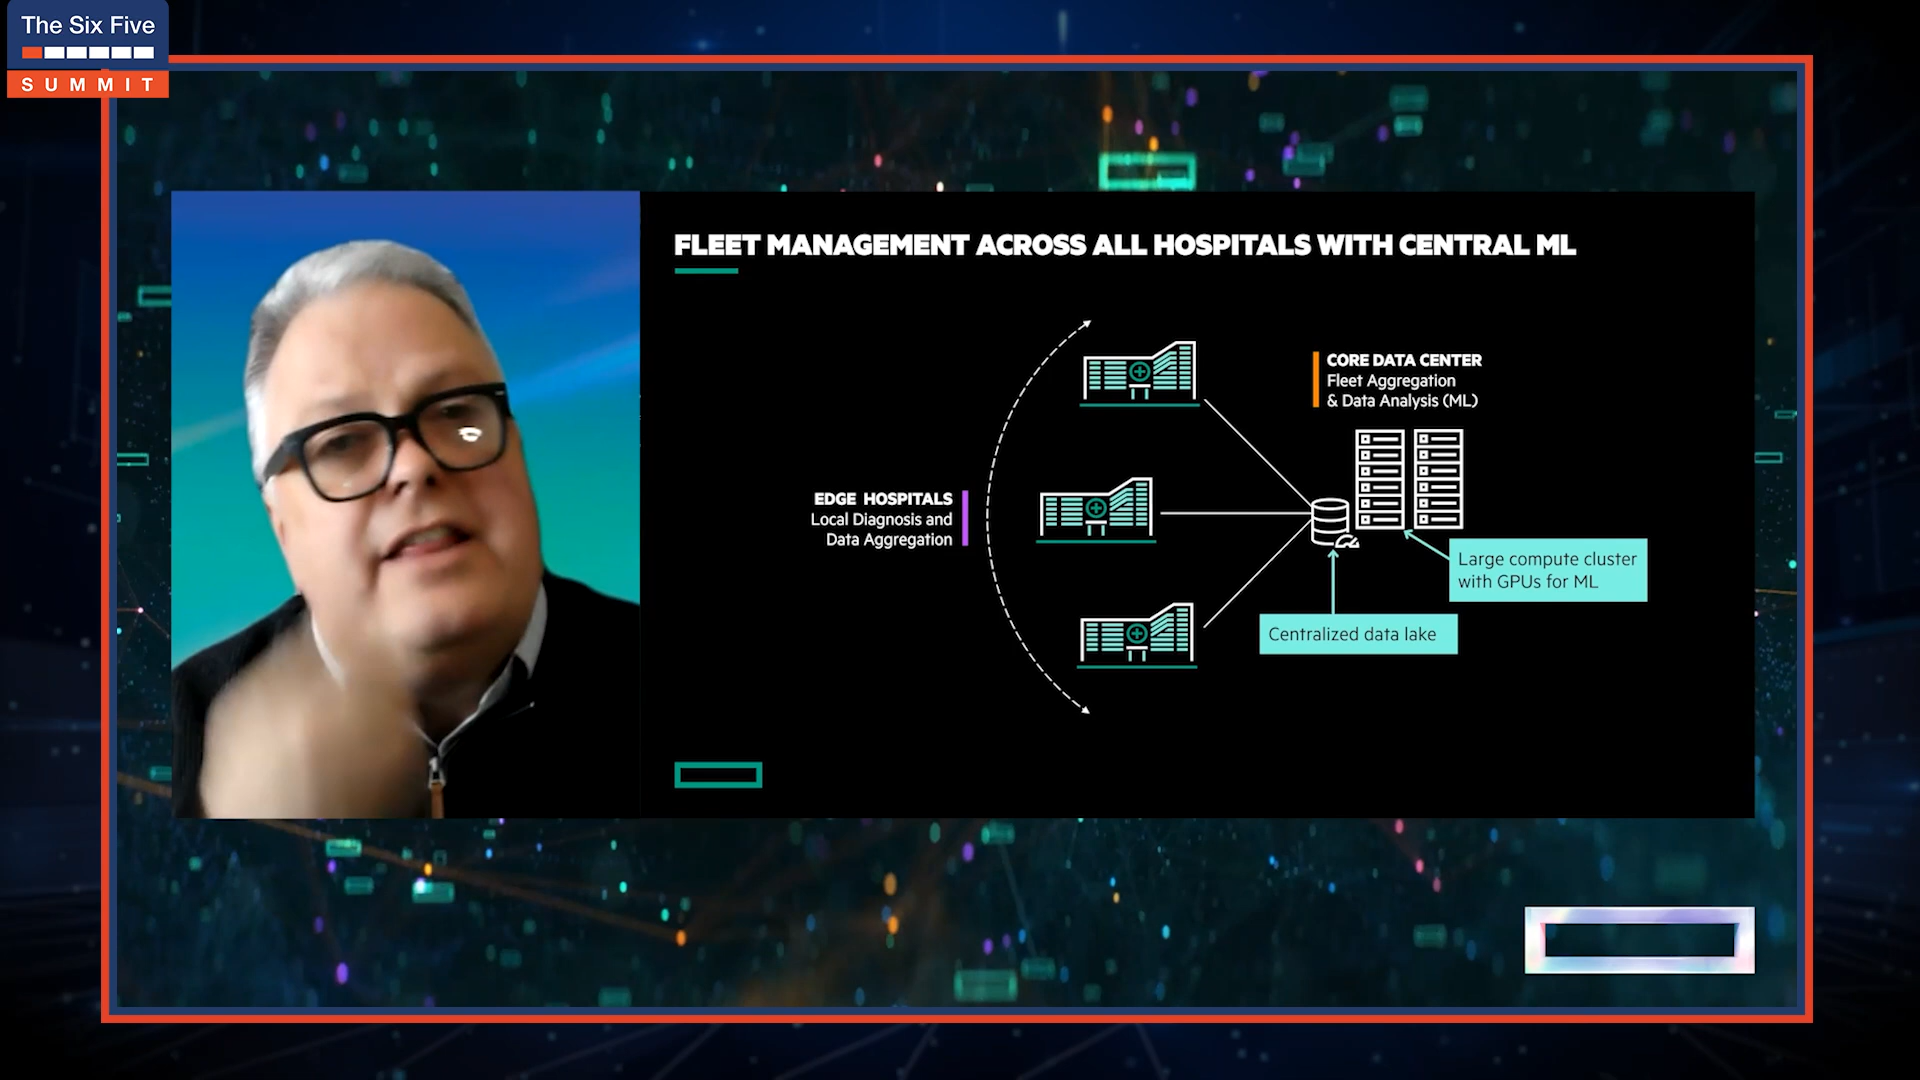 The Six Five
SUMMIT
FLEET MANAGEMENT ACROSS ALL HOSPITALS WITH CENTRAL ML
CORE DATA CENTER
Fleet Aggregation
& Data Analysis (ML)
EDGE HOSPITALS
Local Diagnosis and
Data Aggregation
Large compute cluster
with GPUs for ML
Centralized data lake